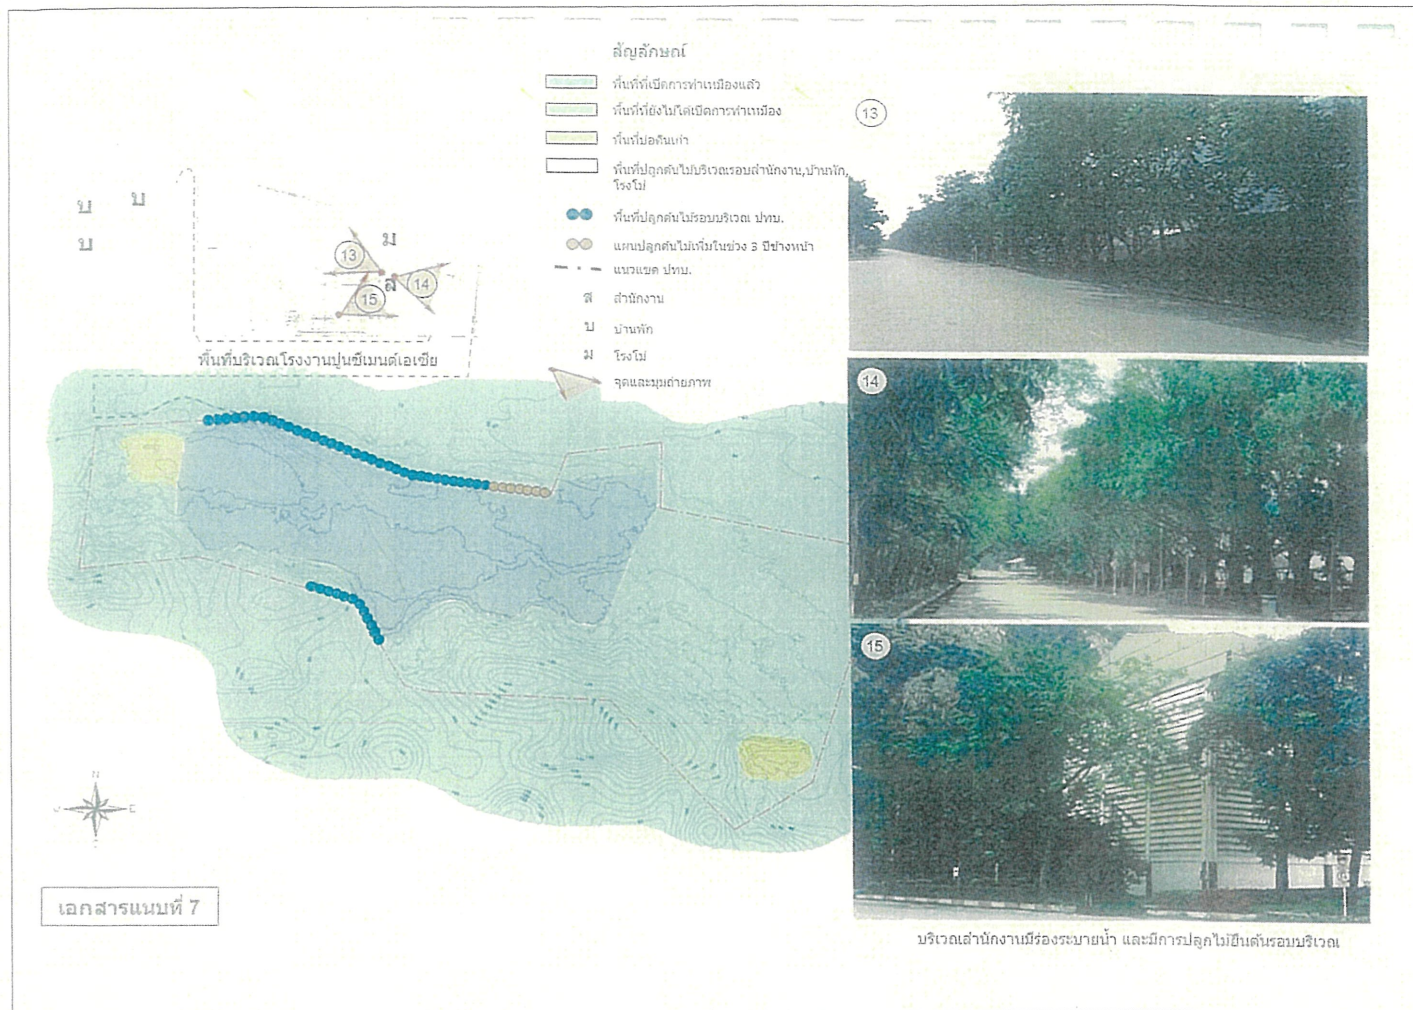 สัญลักษณ์
พื้นที่ที่เปิดการทำเหมืองแล้ว
พื้นที่ที่ยังไม่ได้เปิดการทำเหมือง
พื้นที่บ่อดินเก่า
พื้นที่ปลูกต้นไม้บริเวณรอบสำนักงาน,บ้านพัก,
โรงโม่
พื้นที่ปลูกต้นไม้รอบบริเวณ ปทบ.
แผนปลูกต้นไม้เพิ่มในช่วง 3 ปีข้างหน้า
แนวเขต ปทบ.
ส สำนักงาน
บ บ้านพัก
ม โรงโม่
จุดและมุมถ่ายภาพ
บ บ
บ
ม
13
ส 14
15
พื้นที่บริเวณโรงงานปูนซีเมนต์เอเซีย
N
E
เอกสารแนบที่ 7
13
14
15
บริเวณสำนักงานมีร่องระบายน้ำ และมีการปลูกไม้ยืนต้นรอบบริเวณ